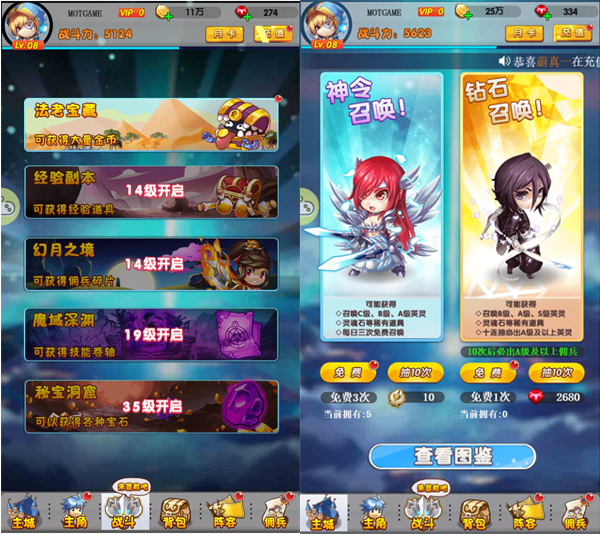 MOTGAME VIP 0 11万 274
Lv.08 战斗力：5124 月卡 充值
法老宝藏
可获得大量金币
经验副本
14级开启
可获得经验道具
幻月之境
14级开启
可获得佣兵碎片
魔域深渊
19级开启
可获得技能卷轴
秘宝洞窟
35级开启
可以获得各种宝石
来冒险吧
主城 主角 战斗 背包 阵容 佣兵
MOTGAME VIP 0 25万 334
Lv.08 战斗力：5623 月卡 充值
恭喜蔚真一在充值
神令
召唤！
可能获得
◇召唤C级、B级、A级英灵
◇灵魂石等稀有道具
◇每日三次免费召唤
钻石
召唤！
可能获得
◇召唤B级、A级、S级英灵
◇灵魂石等稀有道具
◇十连抽必出A级及以上英灵
10次后必出A级及以上佣兵
免费 抽10次 免费 抽10次
免费3次 10 免费1次 2680
当前拥有:5 当前拥有:0
查看图鉴
来冒险吧
主城 主角 战斗 背包 阵容 佣兵